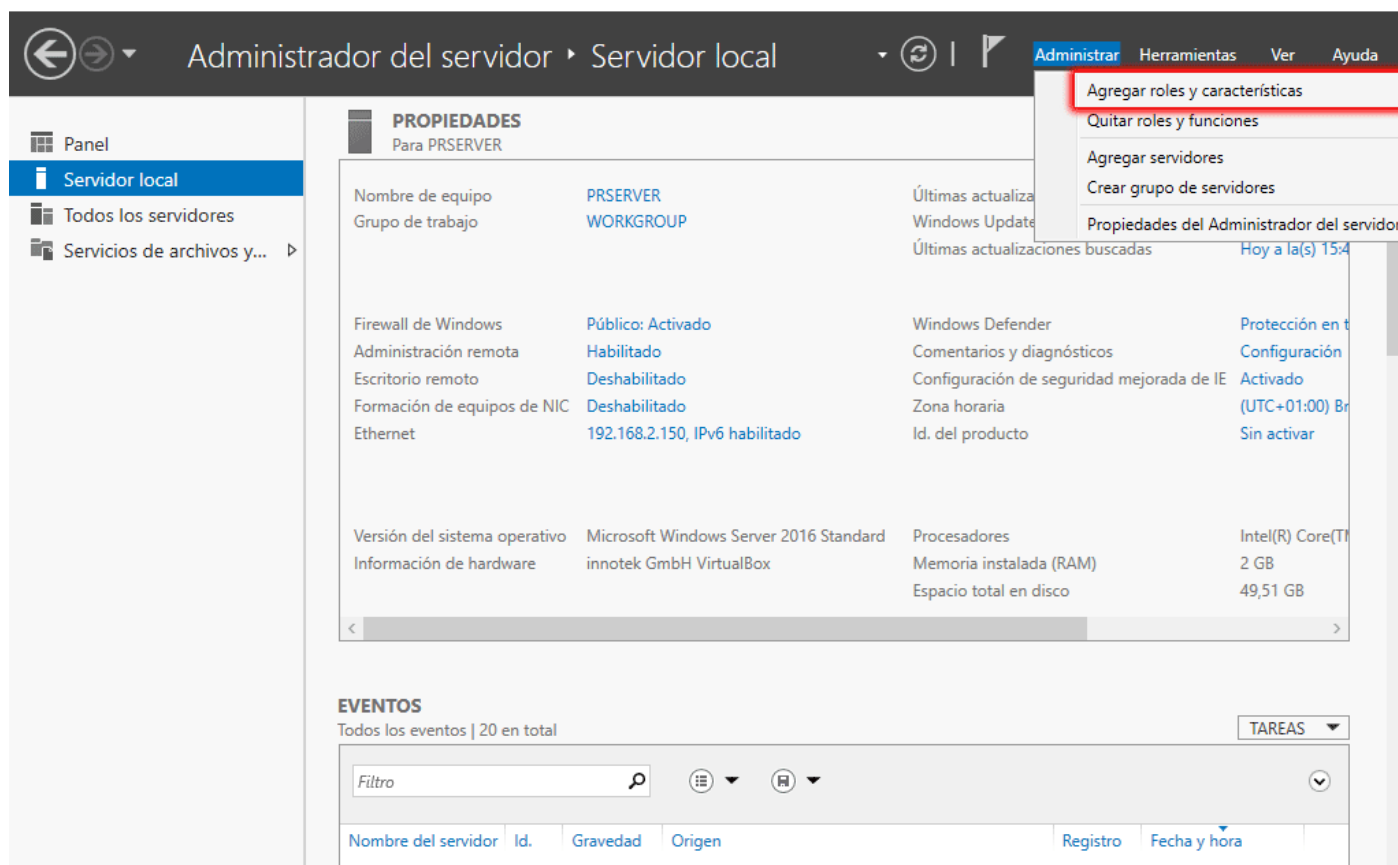 Administrador del servidor ‣ Servidor local
Administrar Herramientas Ver Ayuda
Agregar roles y características
Quitar roles y funciones
Agregar servidores
Crear grupo de servidores
Propiedades del Administrador del servidor
Panel
Servidor local
Todos los servidores
Servicios de archivos y...
PROPIEDADES
Para PRSERVER
Nombre de equipo PRSERVER Últimas actualiza
Grupo de trabajo WORKGROUP Windows Update
Últimas actualizaciones buscadas Hoy a la(s) 15:4
Firewall de Windows Público: Activado Windows Defender Protección en t
Administración remota Habilitado Comentarios y diagnósticos Configuración
Escritorio remoto Deshabilitado Configuración de seguridad mejorada de IE Activado
Formación de equipos de NIC Deshabilitado Zona horaria (UTC+01:00) Br
Ethernet 192.168.2.150, IPv6 habilitado Id. del producto Sin activar
Versión del sistema operativo Microsoft Windows Server 2016 Standard Procesadores Intel(R) Core(T
Información de hardware innotek GmbH VirtualBox Memoria instalada (RAM) 2 GB
Espacio total en disco 49,51 GB
EVENTOS
Todos los eventos | 20 en total
TAREAS
Filtro
Nombre del servidor Id. Gravedad Origen Registro Fecha y hora